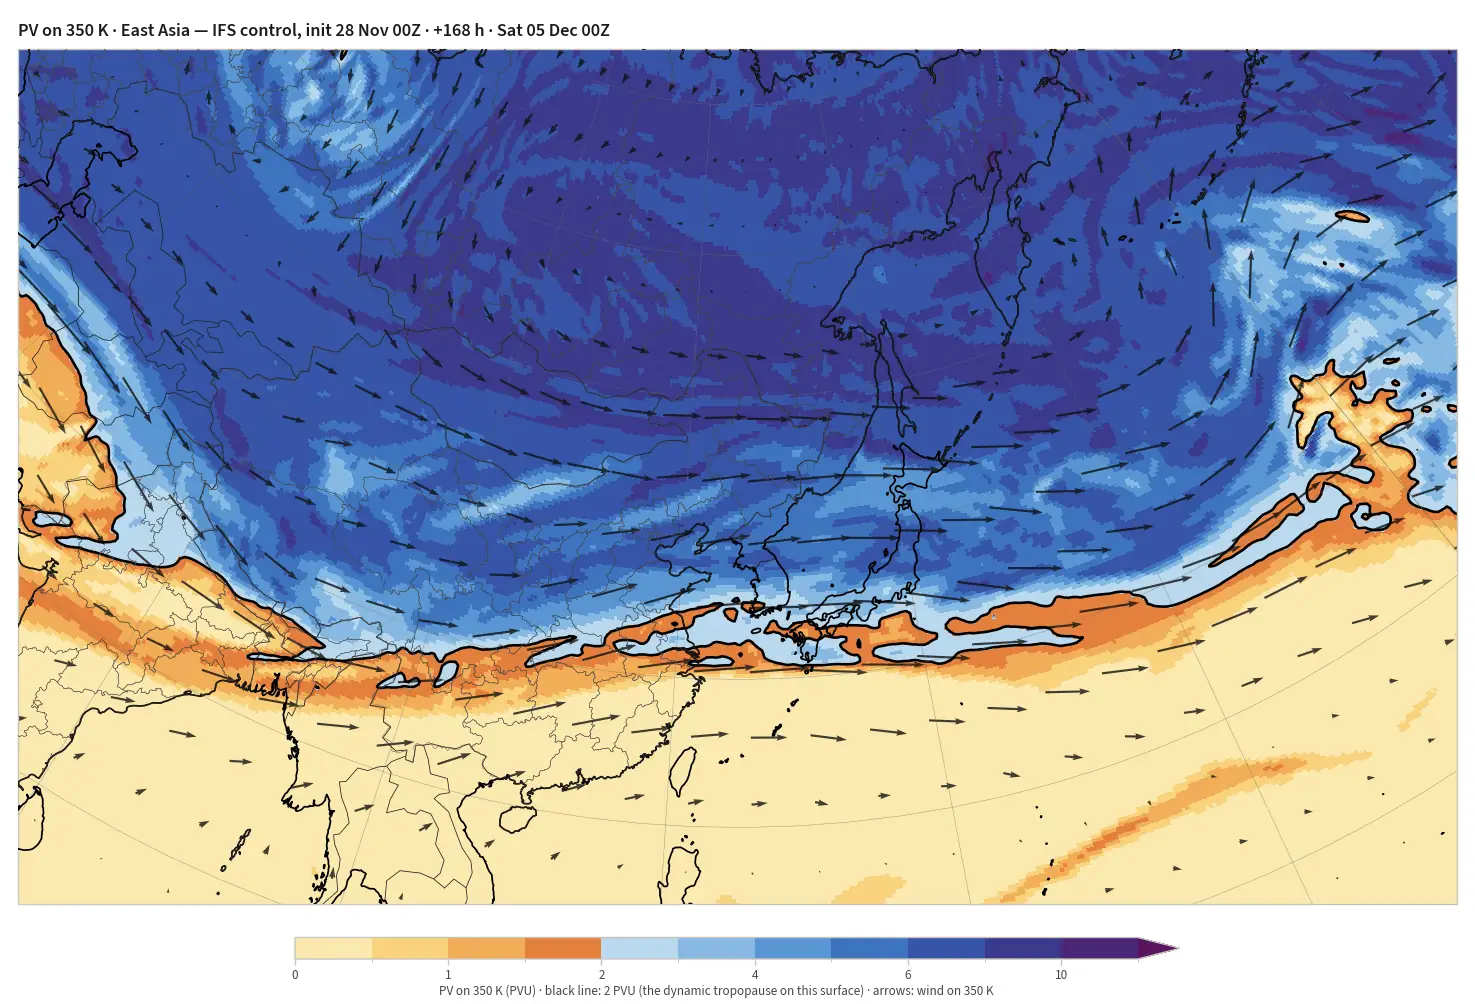 PV on 350 K · East Asia — IFS control, init 28 Nov 00Z · +168 h · Sat 05 Dec 00Z
0 1 2 4 6 10
PV on 350 K (PVU) · black line: 2 PVU (the dynamic tropopause on this surface) · arrows: wind on 350 K